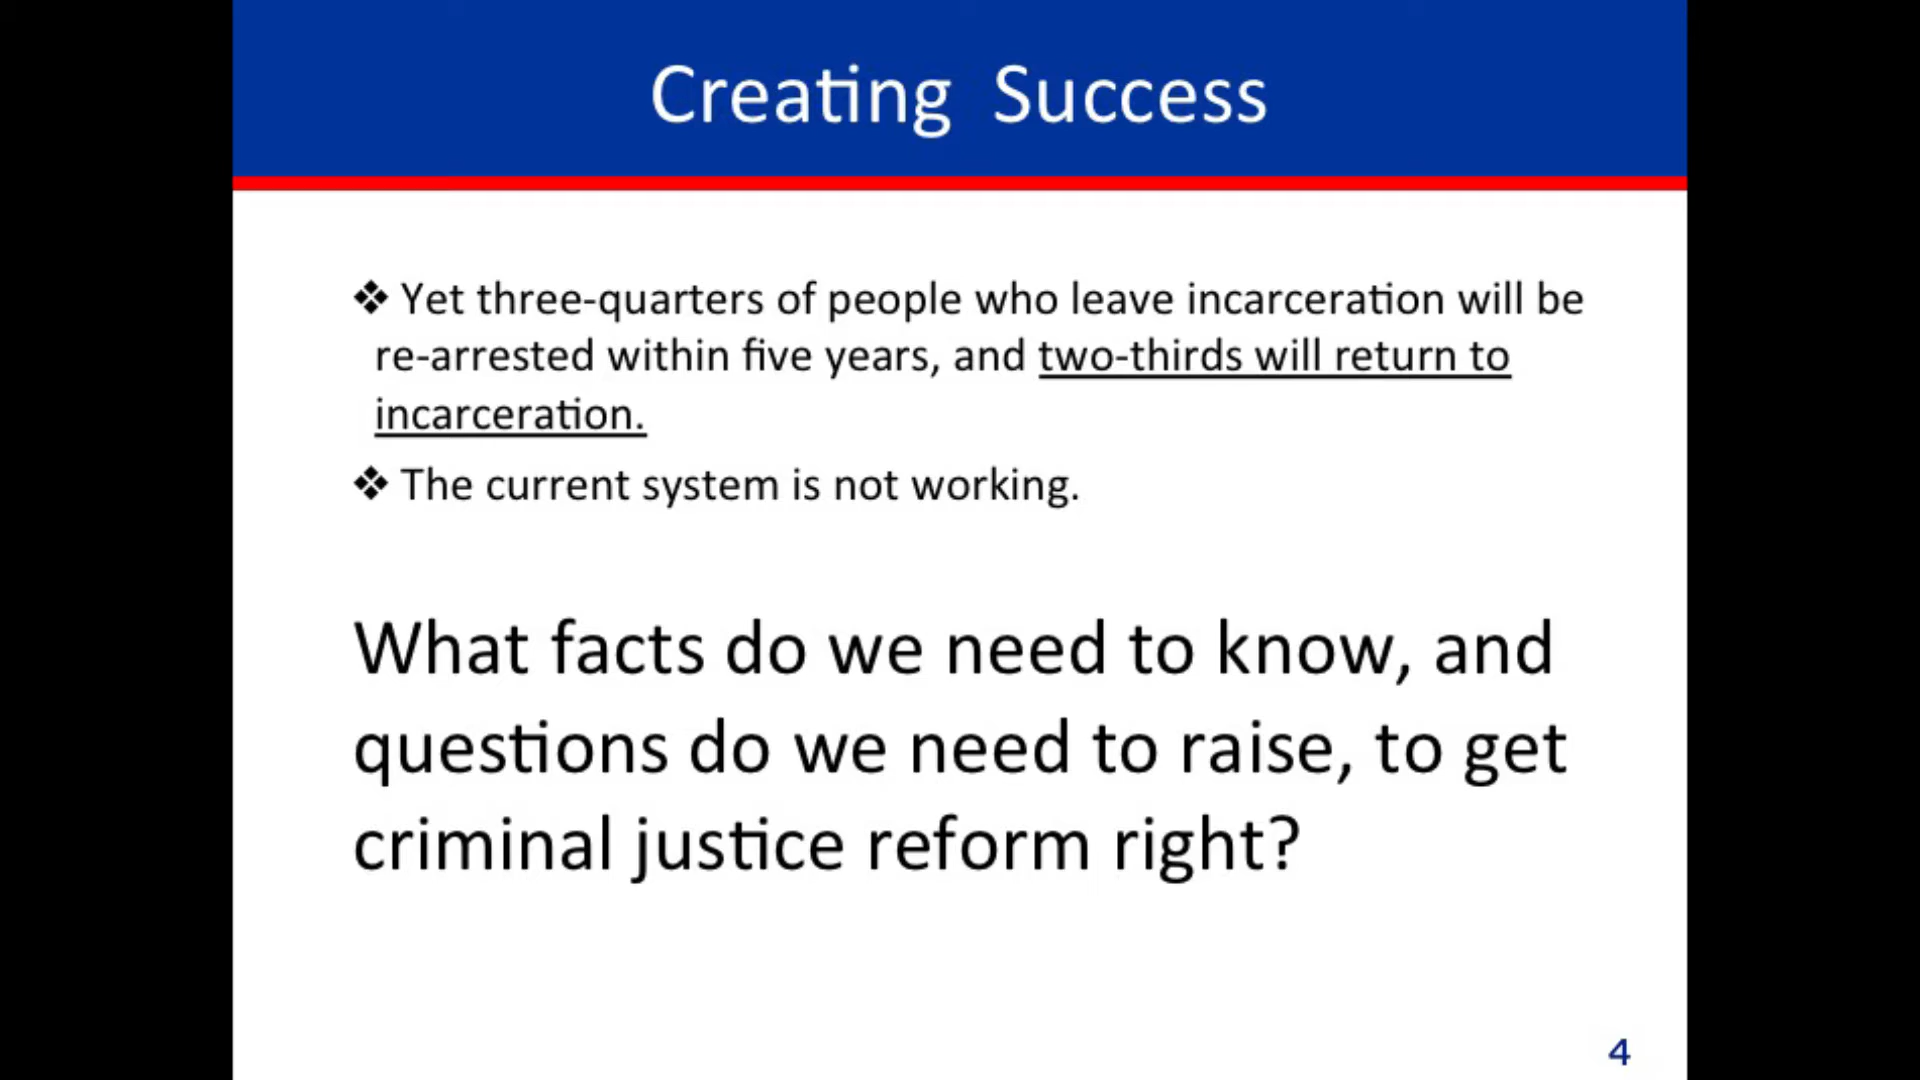 Creating Success
❖ Yet three-quarters of people who leave incarceration will be
re-arrested within five years, and two-thirds will return to
incarceration.
❖ The current system is not working.
What facts do we need to know, and
questions do we need to raise, to get
criminal justice reform right?
4